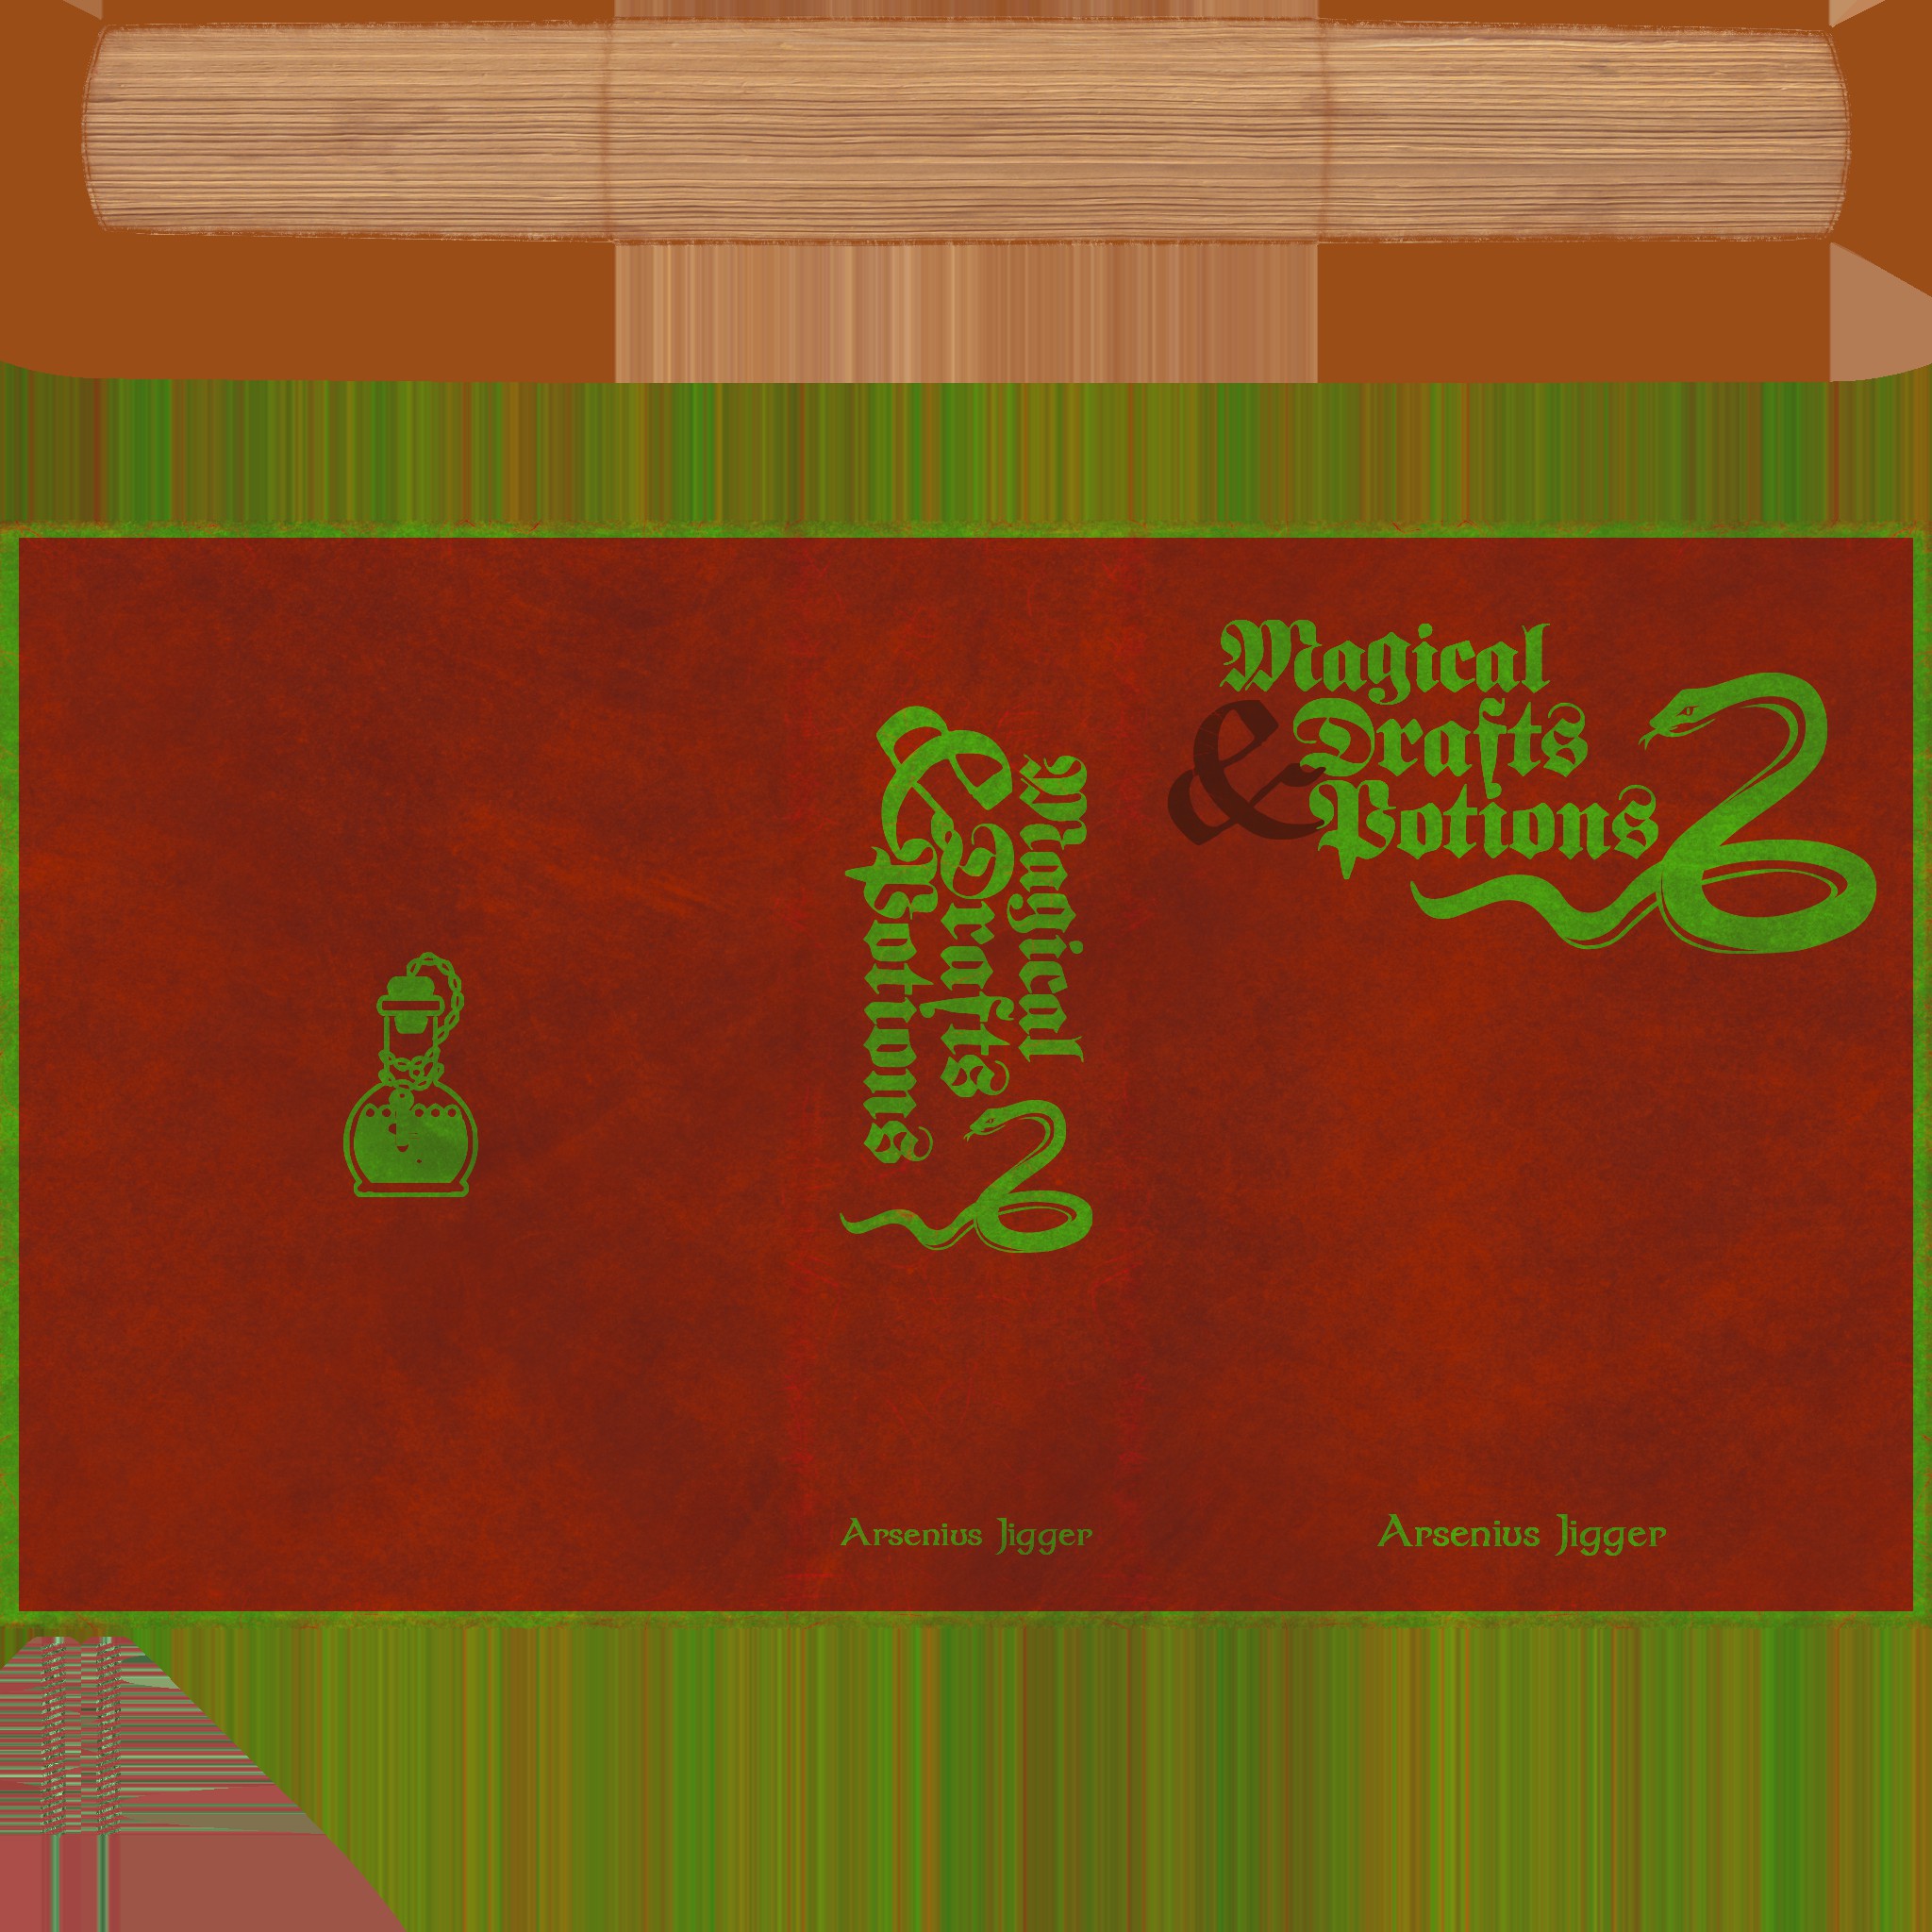 Magical
& Drafts
Potions
Arsenius Jigger
Magical
Drafts
& Potions
Arsenius Jigger